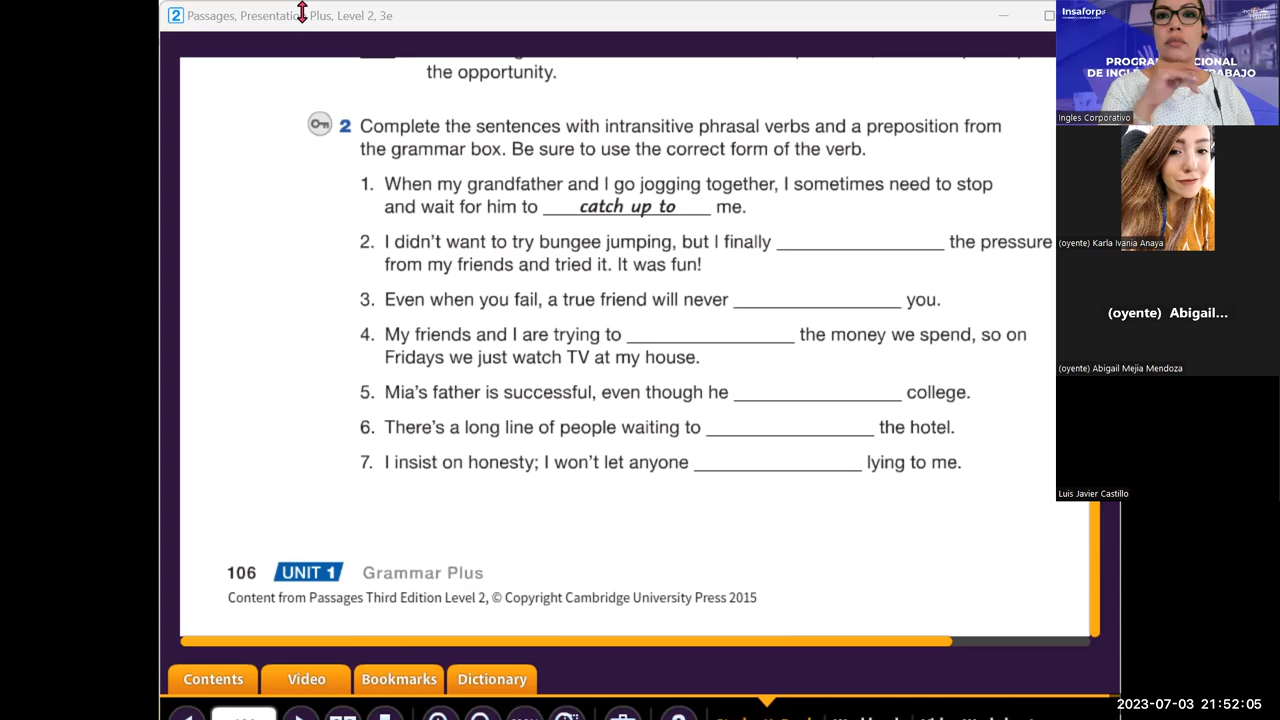 Passages, Presentation Plus, Level 2, 3e
the opportunity.
2 Complete the sentences with intransitive phrasal verbs and a preposition from
the grammar box. Be sure to use the correct form of the verb.
1. When my grandfather and I go jogging together, I sometimes need to stop
and wait for him to catch up to me.
2. I didn't want to try bungee jumping, but I finally ________ the pressure
from my friends and tried it. It was fun!
3. Even when you fail, a true friend will never ________ you.
4. My friends and I are trying to ________ the money we spend, so on
Fridays we just watch TV at my house.
5. Mia's father is successful, even though he ________ college.
6. There's a long line of people waiting to ________ the hotel.
7. I insist on honesty; I won't let anyone ________ lying to me.
106 UNIT 1 Grammar Plus
Content from Passages Third Edition Level 2, © Copyright Cambridge University Press 2015
Contents Video Bookmarks Dictionary
Insaforp
Ingles Corporativo
(oyente) Karla Ivania Anaya
(oyente) Abigail...
(oyente) Abigail Mejia Mendoza
Luis Javier Castillo
2023-07-03 21:52:05